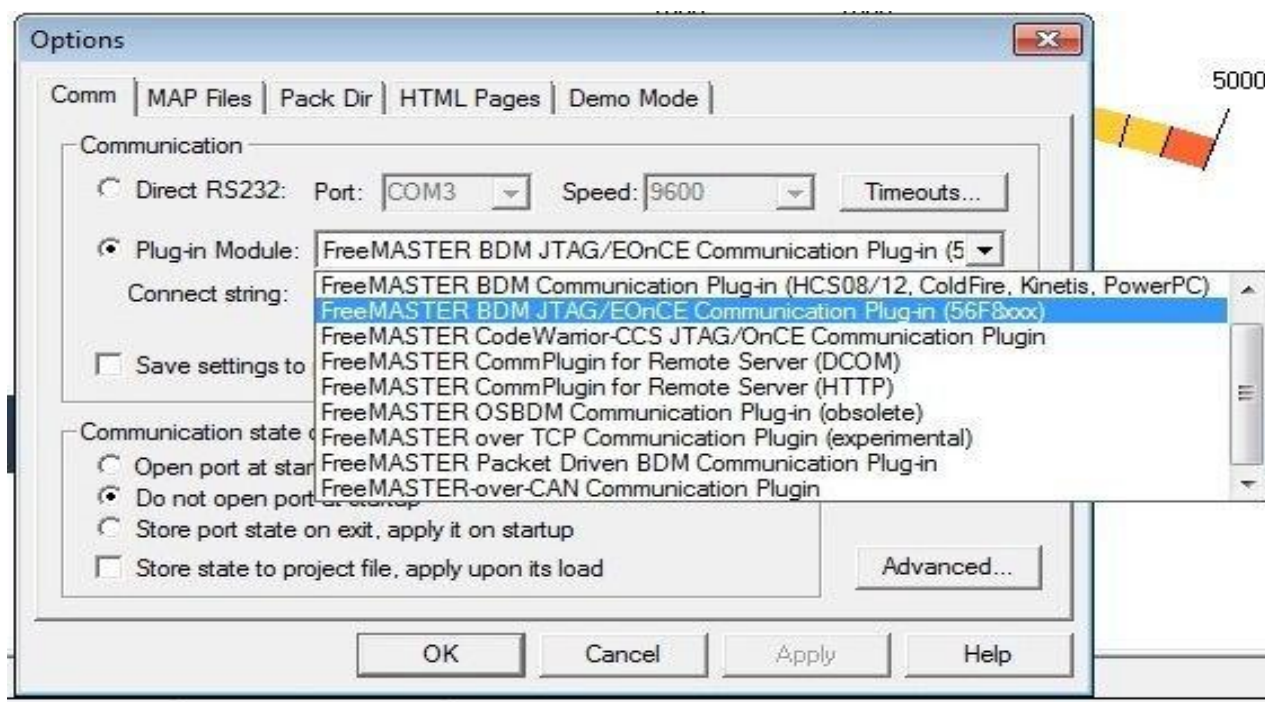 Options
5000
Comm MAP Files Pack Dir HTML Pages Demo Mode
Communication
Direct RS232: Port: COM3 Speed: 9600 Timeouts...
Plug-in Module: FreeMASTER BDM JTAG/EOnCE Communication Plug-in (5
Connect string:
FreeMASTER BDM Communication Plug-in (HCS08/12, ColdFire, Kinetis, PowerPC)
FreeMASTER BDM JTAG/EOnCE Communication Plug-in (56F8xxx)
FreeMASTER CodeWarrior-CCS JTAG/OnCE Communication Plugin
FreeMASTER CommPlugin for Remote Server (DCOM)
FreeMASTER CommPlugin for Remote Server (HTTP)
FreeMASTER OSBDM Communication Plug-in (obsolete)
FreeMASTER over TCP Communication Plugin (experimental)
FreeMASTER Packet Driven BDM Communication Plug-in
FreeMASTER-over-CAN Communication Plugin
Save settings to
Communication state
Open port at star
Do not open port at startup
Store port state on exit, apply it on startup
Store state to project file, apply upon its load
Advanced...
OK Cancel Apply Help